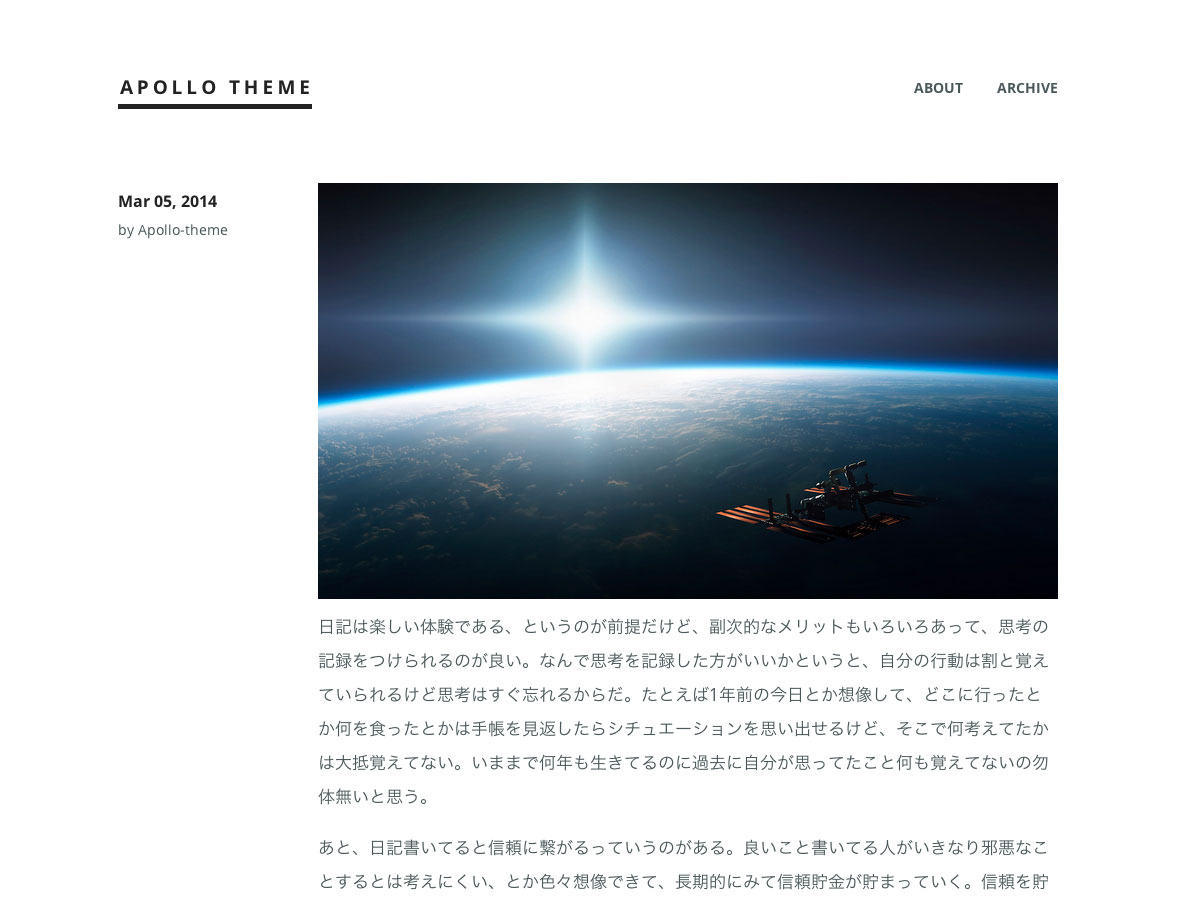 APOLLO THEME
ABOUT ARCHIVE
Mar 05, 2014
by Apollo-theme
日記は楽しい体験である、というのが前提だけど、副次的なメリットもいろいろあって、思考の
記録をつけられるのが良い。なんで思考を記録した方がいいかというと、自分の行動は割と覚え
ていられるけど思考はすぐ忘れるからだ。たとえば1年前の今日とか想像して、どこに行ったと
か何を食ったとかは手帳を見返したらシチュエーションを思い出せるけど、そこで何考えてたか
は大抵覚えてない。いままで何年も生きてるのに過去に自分が思ってたこと何も覚えてないの勿
体無いと思う。
あと、日記書いてると信頼に繋がるっていうのがある。良いこと書いてる人がいきなり邪悪なこ
とするとは考えにくい、とか色々想像できて、長期的にみて信頼貯金が貯まっていく。信頼を貯